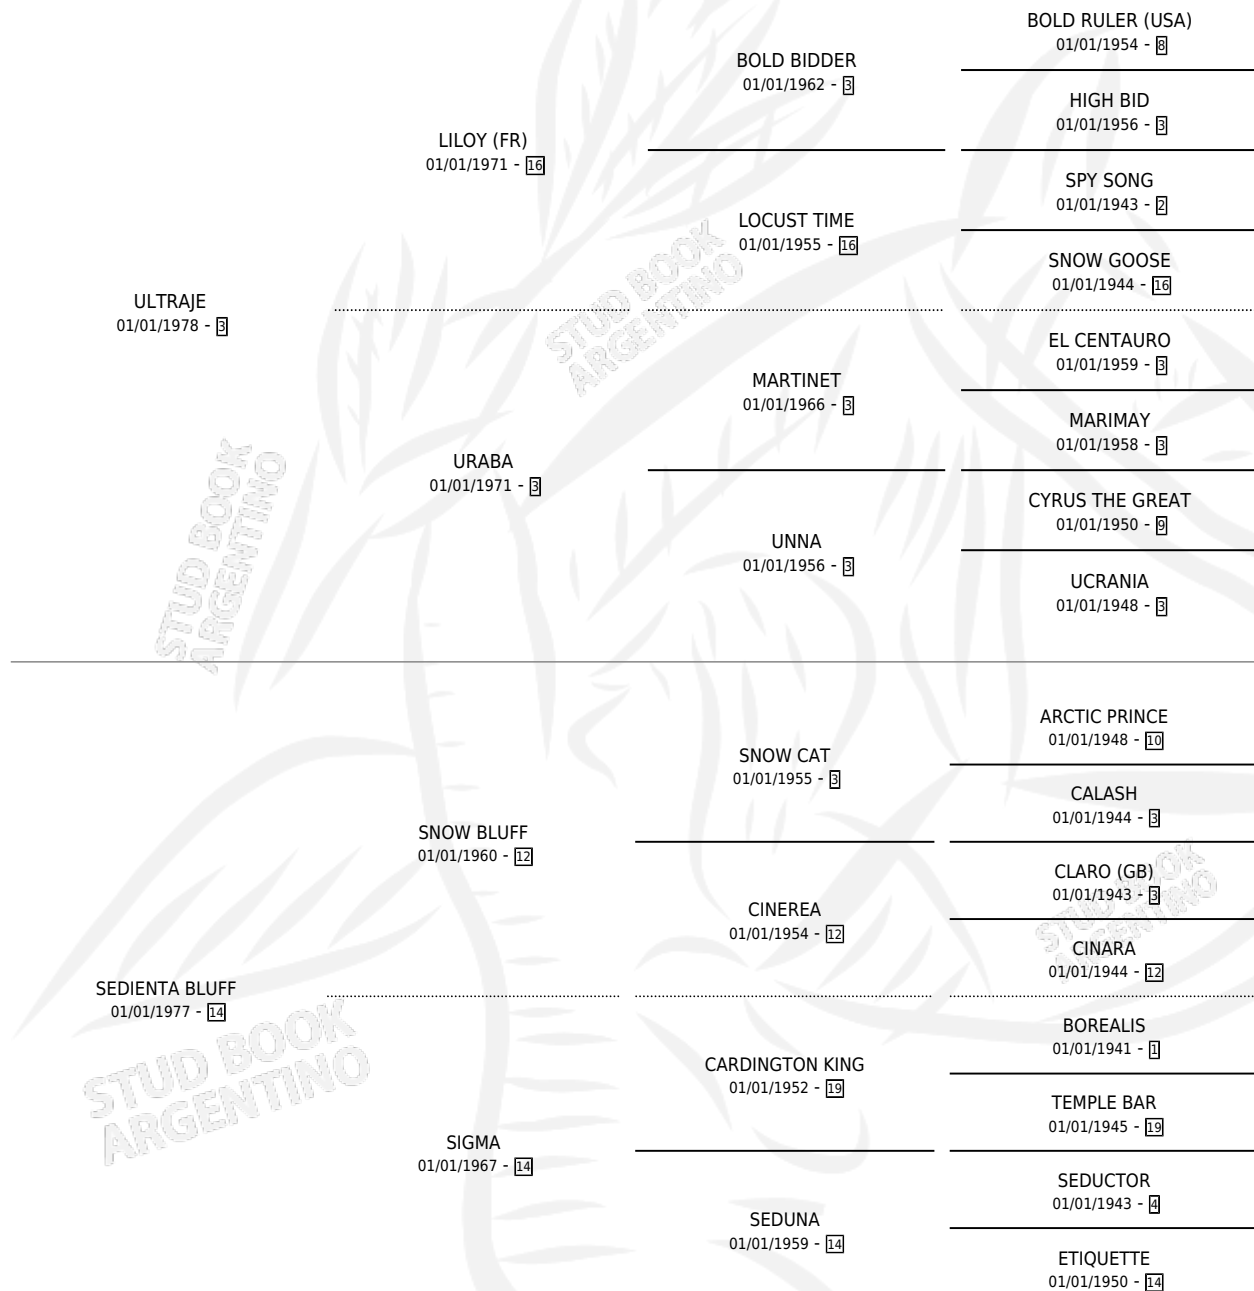 BOLD RULER (USA)
01/01/1954 - 8
BOLD BIDDER
01/01/1962 - 3
HIGH BID
01/01/1956 - 3
LILOY (FR)
01/01/1971 - 16
SPY SONG
01/01/1943 - 2
LOCUST TIME
01/01/1955 - 16
SNOW GOOSE
01/01/1944 - 16
ULTRAJE
01/01/1978 - 3
STUD BOOK
ARGENTINO
EL CENTAURO
01/01/1959 - 3
MARTINET
01/01/1966 - 3
MARIMAY
01/01/1958 - 3
URABA
01/01/1971 - 3
CYRUS THE GREAT
01/01/1950 - 9
UNNA
01/01/1956 - 3
UCRANIA
01/01/1948 - 3
STUD BOOK
ARGENTINO
ARCTIC PRINCE
01/01/1948 - 10
SNOW CAT
01/01/1955 - 3
CALASH
01/01/1944 - 3
SNOW BLUFF
01/01/1960 - 12
CLARO (GB)
01/01/1943 - 3
CINEREA
01/01/1954 - 12
STUD BOOK
ARGENTINO
CINARA
01/01/1944 - 12
SEDIENTA BLUFF
01/01/1977 - 14
STUD BOOK
ARGENTINO
BOREALIS
01/01/1941 - 1
CARDINGTON KING
01/01/1952 - 19
TEMPLE BAR
01/01/1945 - 19
SIGMA
01/01/1967 - 14
SEDUCTOR
01/01/1943 - 4
SEDUNA
01/01/1959 - 14
ETIQUETTE
01/01/1950 - 14